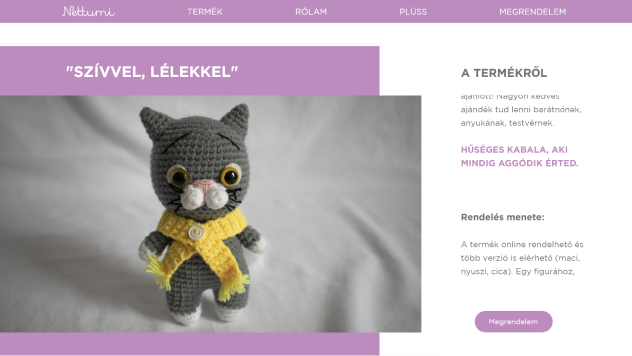 Nettumi
TERMÉK
RÓLAM
PLÜSS
MEGRENDELEM
"SZÍVVEL, LÉLEKKEL"
A TERMÉKRŐL
ajánlott! Nagyon kedves
ajándék tud lenni barátnőnek,
anyukának, testvérnek.
HŰSÉGES KABALA, AKI
MINDIG AGGÓDIK ÉRTED.
Rendelés menete:
A termék online rendelhető és
több verzió is elérhető (maci,
nyuszi, cica). Egy figurához,
Megrendelem